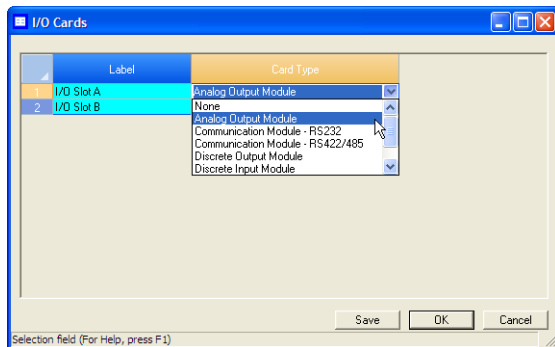 I/O Cards
Label Card Type
1 I/O Slot A Analog Output Module
2 I/O Slot B
None
Analog Output Module
Communication Module - RS232
Communication Module - RS422/485
Discrete Output Module
Discrete Input Module
Save OK Cancel
Selection field (For Help, press F1)